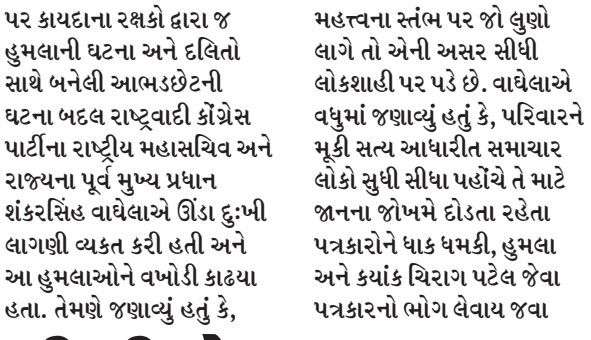 પર કાયદાના રક્ષકો દ્વારા જ
હુમલાની ઘટના અને દલિતો
સાથે બનેલી આભડછેટની
ઘટના બદલ રાષ્ટ્રવાદી કોંગ્રેસ
પાર્ટીના રાષ્ટ્રીય મહાસચિવ અને
રાજ્યના પૂર્વ મુખ્ય પ્રધાન
શંકરસિંહ વાઘેલાએ ઊંડા દુઃખી
લાગણી વ્યકત કરી હતી અને
આ હુમલાઓને વખોડી કાઢયા
હતા. તેમણે જણાવ્યું હતું કે,
મહત્ત્વના સ્તંભ પર જો લુણો
લાગે તો એની અસર સીધી
લોકશાહી પર પડે છે. વાઘેલાએ
વધુમાં જણાવ્યું હતું કે, પરિવારને
મૂકી સત્ય આધારીત સમાચાર
લોકો સુધી સીધા પહોંચે તે માટે
જાનના જોખમે દોડતા રહેતા
પત્રકારોને ધાક ધમકી, હુમલા
અને કયાંક ચિરાગ પટેલ જેવા
પત્રકારનો ભોગ લેવાય જવા